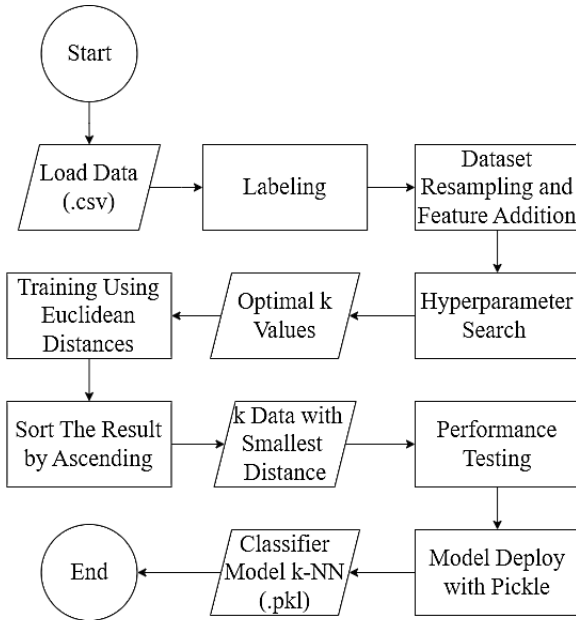 Start
Load Data
(.csv)
Labeling
Dataset
Resampling and
Feature Addition
Hyperparameter
Search
Optimal k
Values
Training Using
Euclidean
Distances
Sort The Result
by Ascending
k Data with
Smallest
Distance
Performance
Testing
Model Deploy
with Pickle
Classifier
Model k-NN
(.pkl)
End